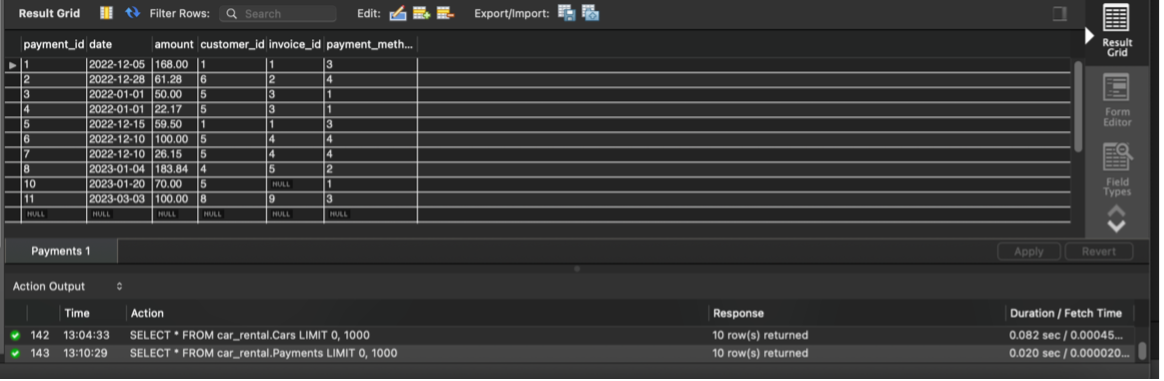 Result Grid Filter Rows: Search Edit: Export/Import:
payment_id date amount customer_id invoice_id payment_meth...
1 2022-12-05 168.00 1 1 3
2 2022-12-28 61.28 6 2 4
3 2022-01-01 50.00 5 3 1
4 2022-01-01 22.17 5 3 1
5 2022-12-15 59.50 1 1 3
6 2022-12-10 100.00 5 4 4
7 2022-12-10 26.15 5 4 4
8 2023-01-04 183.84 4 5 2
10 2023-01-20 70.00 5 NULL 1
11 2023-03-03 100.00 8 9 3
NULL NULL NULL NULL NULL NULL
Result
Grid
Form
Editor
Field
Types
Payments 1 Apply Revert
Action Output
Time Action Response Duration / Fetch Time
142 13:04:33 SELECT * FROM car_rental.Cars LIMIT 0, 1000 10 row(s) returned 0.082 sec / 0.00045...
143 13:10:29 SELECT * FROM car_rental.Payments LIMIT 0, 1000 10 row(s) returned 0.020 sec / 0.000020...